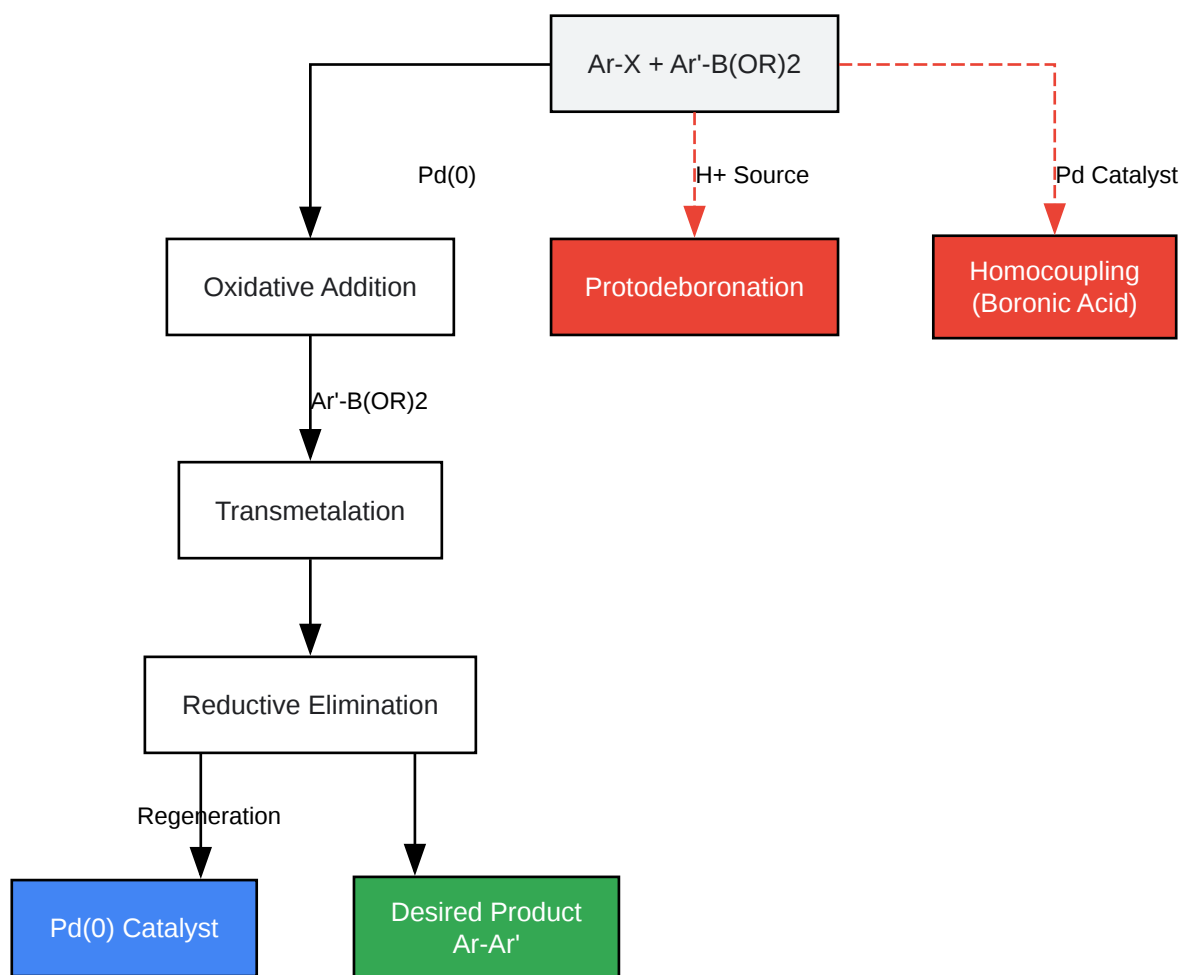 Ar-X + Ar'-B(OR)2
Pd(0)
H+ Source
Pd Catalyst
Oxidative Addition
Protodeboronation
Homocoupling
(Boronic Acid)
Ar'-B(OR)2
Transmetalation
Reductive Elimination
Regeneration
Pd(0) Catalyst
Desired Product
Ar-Ar'